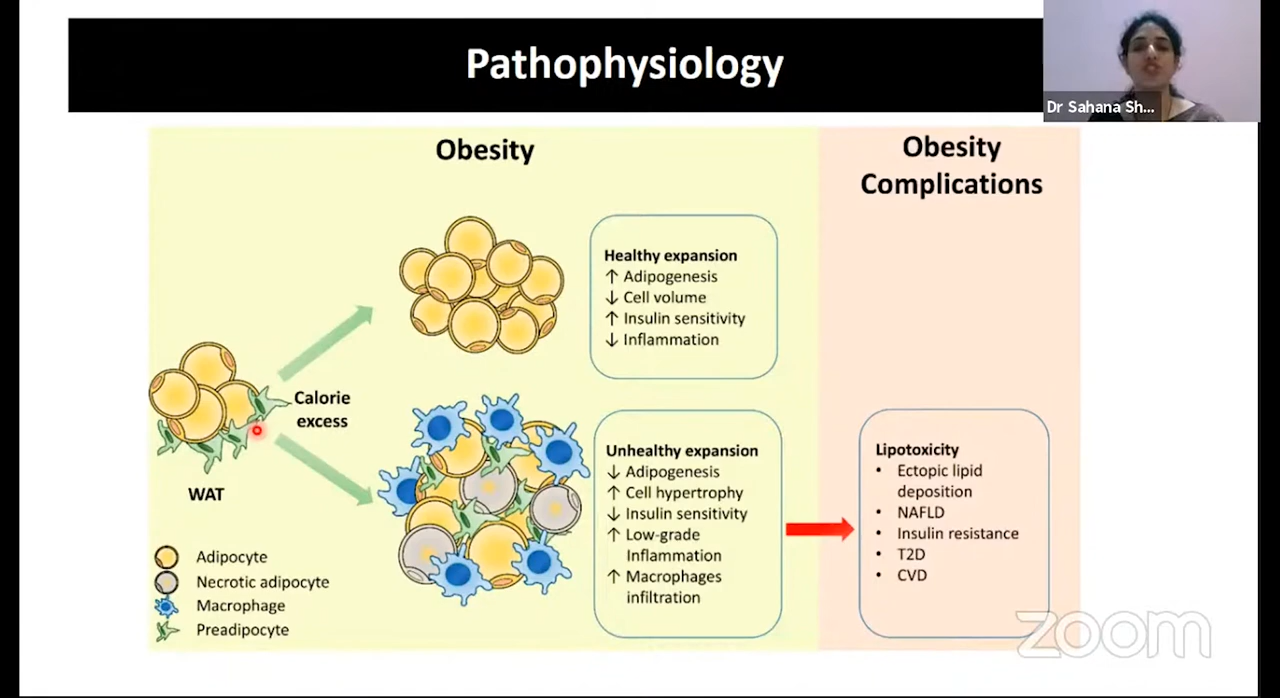 Pathophysiology
Dr Sahana Sh...
Obesity
Obesity
Complications
Healthy expansion
↑ Adipogenesis
↓ Cell volume
↑ Insulin sensitivity
↓ Inflammation
Calorie
excess
WAT
Unhealthy expansion
↓ Adipogenesis
↑ Cell hypertrophy
↓ Insulin sensitivity
↑ Low-grade
Inflammation
↑ Macrophages
infiltration
Lipotoxicity
• Ectopic lipid
deposition
• NAFLD
• Insulin resistance
• T2D
• CVD
Adipocyte
Necrotic adipocyte
Macrophage
Preadipocyte
zoom